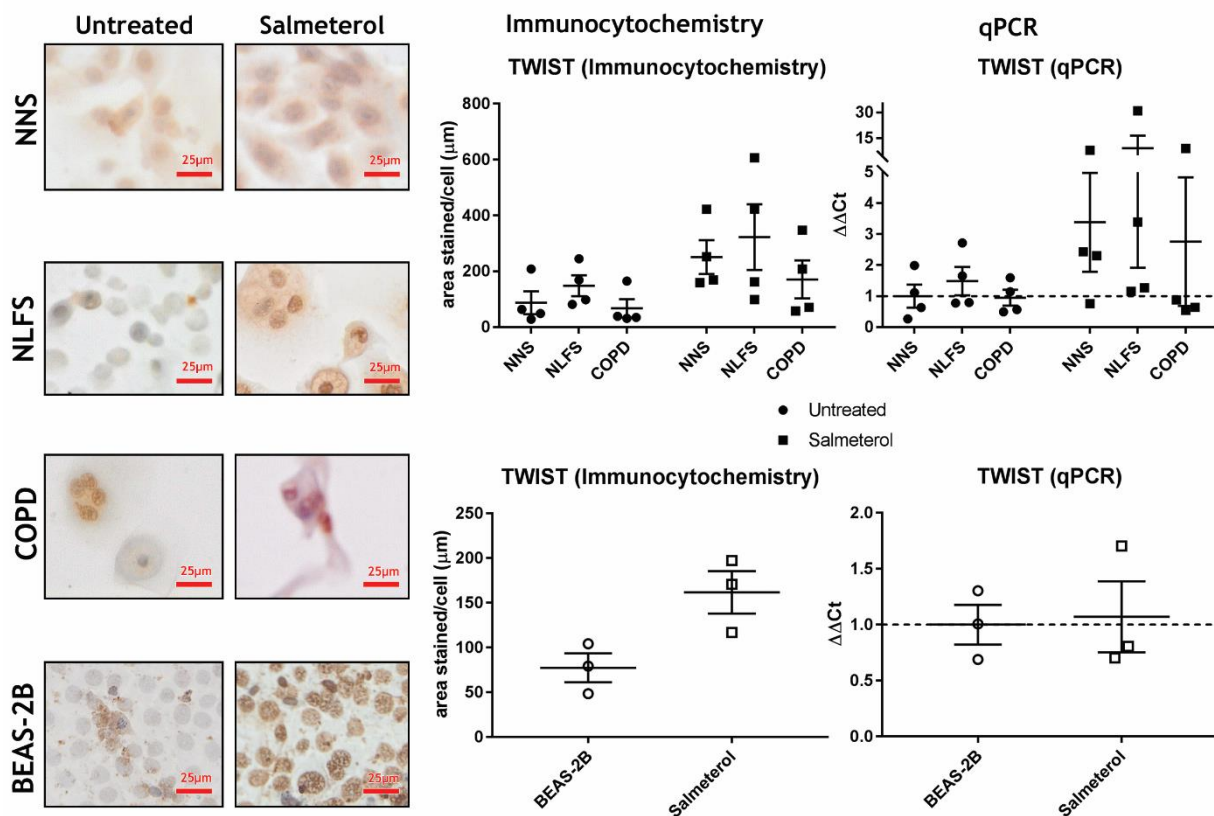 Untreated
Salmeterol
NNS
25µm
25µm
NLFS
25µm
25µm
COPD
25µm
25µm
BEAS-2B
25µm
25µm
Immunocytochemistry
qPCR
TWIST (Immunocytochemistry)
area stained/cell (µm)
800
600
400
200
0
NNS
NLFS
COPD
NNS
NLFS
COPD
TWIST (qPCR)
ΔΔCt
30
15
5
4
3
2
1
0
NNS
NLFS
COPD
NNS
NLFS
COPD
Untreated
Salmeterol
TWIST (Immunocytochemistry)
area stained/cell (µm)
250
200
150
100
50
0
BEAS-2B
Salmeterol
TWIST (qPCR)
ΔΔCt
2.0
1.5
1.0
0.5
0.0
BEAS-2B
Salmeterol